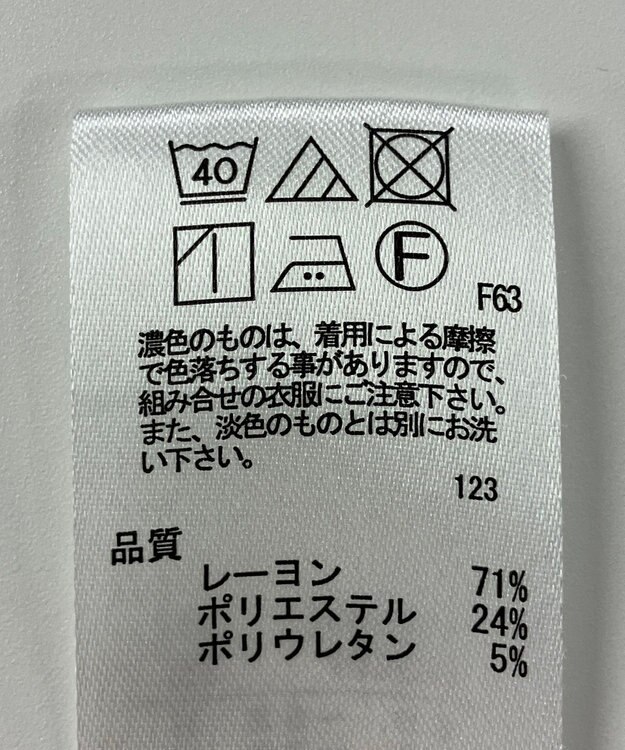 40
F
F63
濃色のものは、着用による摩擦
で色落ちする事がありますので、
組み合せの衣服にご注意下さい。
また、淡色のものとは別にお洗
い下さい。
123
品質
レーヨン 71%
ポリエステル 24%
ポリウレタン 5%